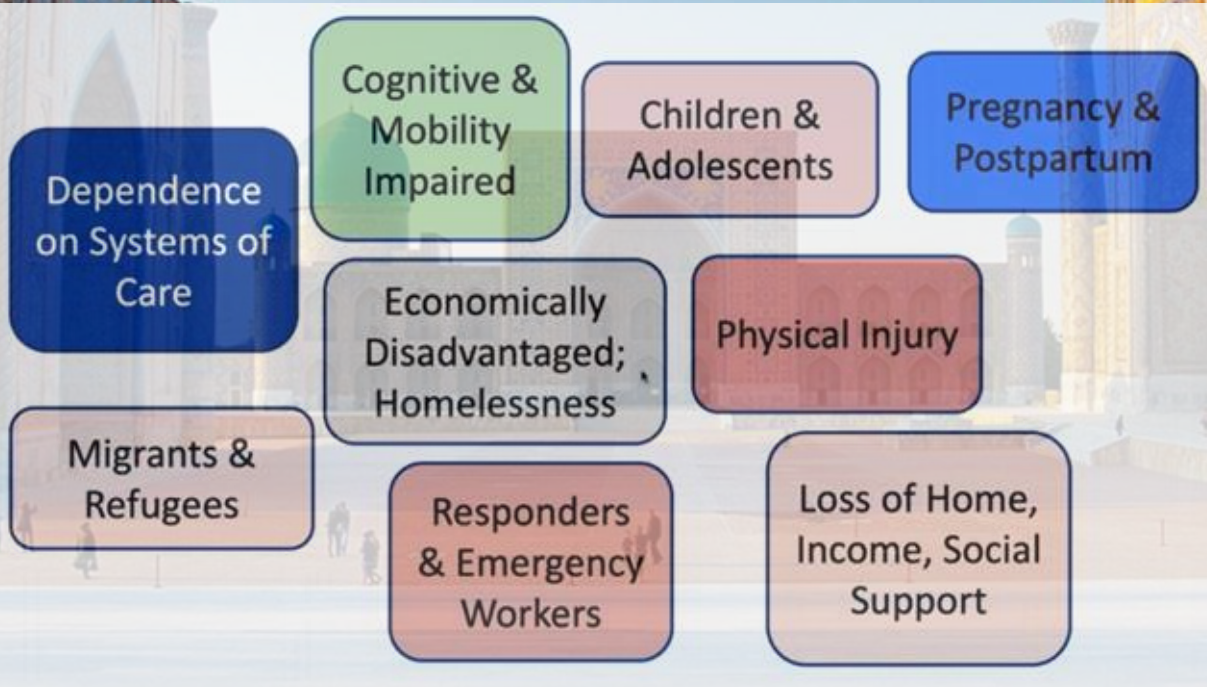 Cognitive &
Mobility
Impaired
Children &
Adolescents
Pregnancy &
Postpartum
Dependence
on Systems of
Care
Economically
Disadvantaged;
Homelessness
Physical Injury
Migrants &
Refugees
Responders
& Emergency
Workers
Loss of Home,
Income, Social
Support